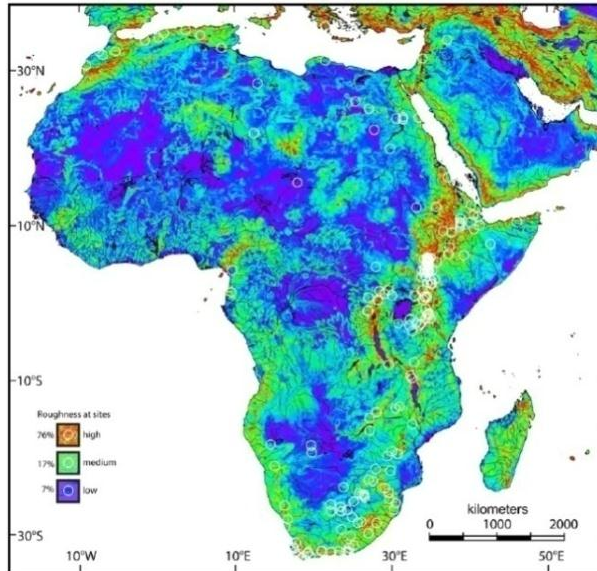 30°N
10°N
10°S
Roughness at sites
76% high
17% medium
7% low
kilometers
0 1000 2000
30°S
10°W 10°E 30°E 50°E